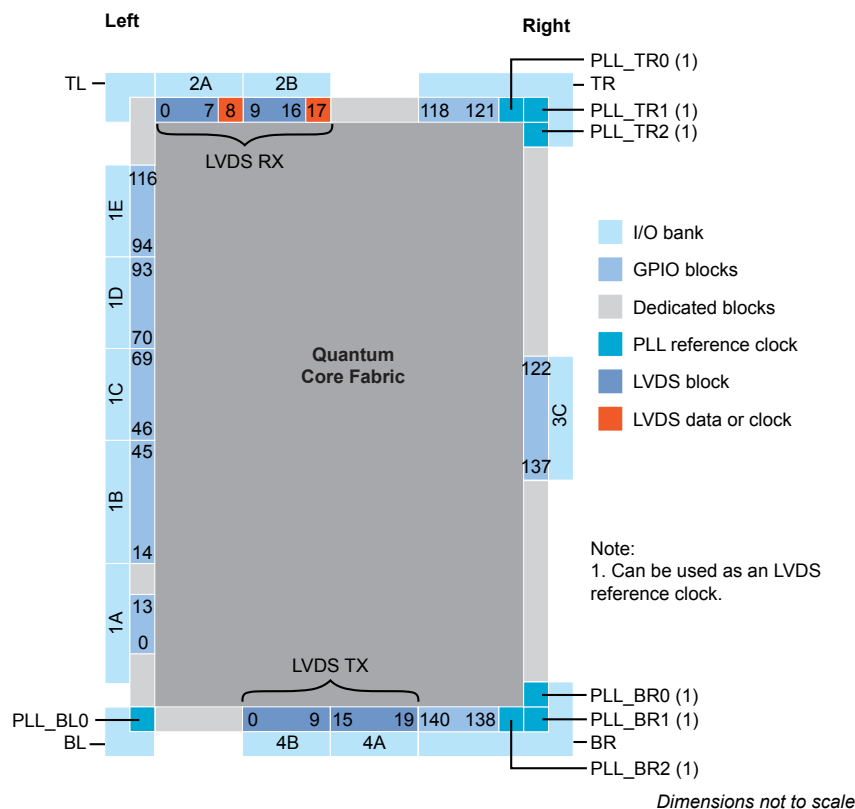 Left
Right
PLL_TR0 (1)
TL
2A
2B
TR
0
7
8
9
16
17
118
121
PLL_TR1 (1)
PLL_TR2 (1)
LVDS RX
116
1E
94
93
1D
70
69
1C
46
45
1B
14
13
1A
0
Quantum
Core Fabric
I/O bank
GPIO blocks
Dedicated blocks
PLL reference clock
LVDS block
LVDS data or clock
122
3C
137
Note:
1. Can be used as an LVDS
reference clock.
LVDS TX
PLL_BR0 (1)
PLL_BL0
0
9
15
19
140
138
PLL_BR1 (1)
BL
4B
4A
BR
PLL_BR2 (1)
Dimensions not to scale